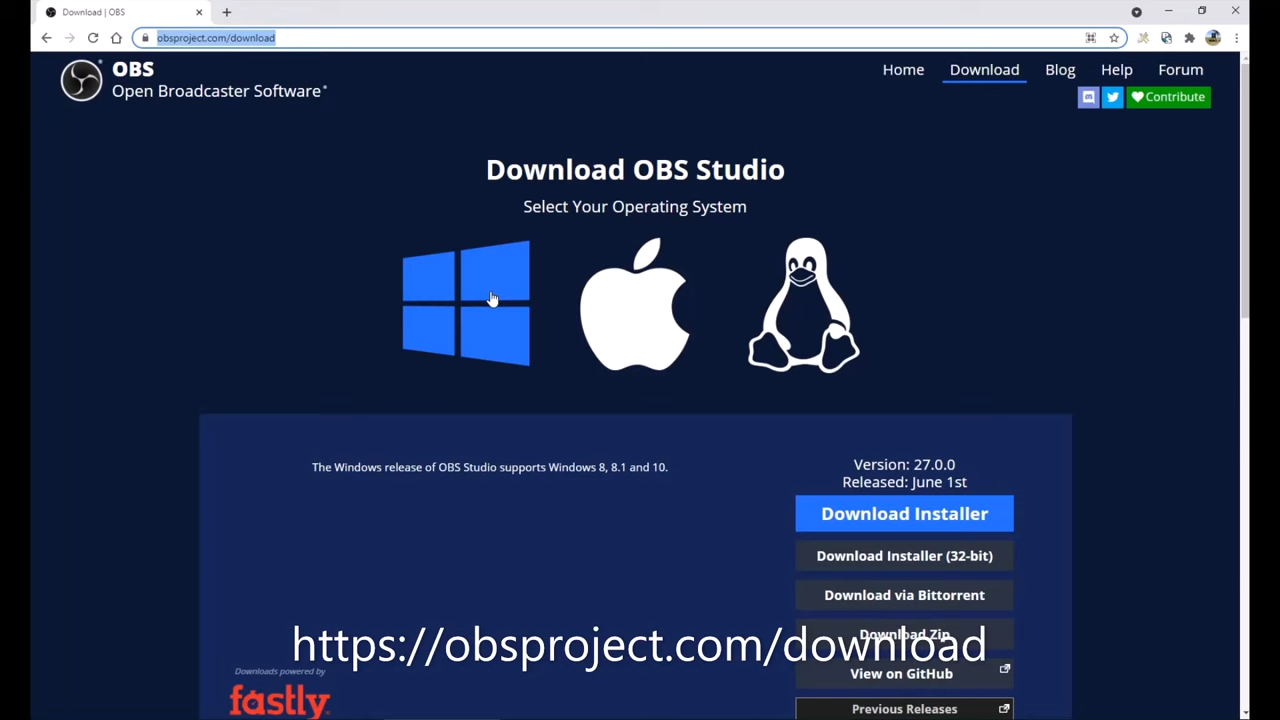 Download | OBS
obsproject.com/download
OBS
Open Broadcaster Software
Home Download Blog Help Forum
Contribute
Download OBS Studio
Select Your Operating System
The Windows release of OBS Studio supports Windows 8, 8.1 and 10.
Version: 27.0.0
Released: June 1st
Download Installer
Download Installer (32-bit)
Download via Bittorrent
Download Zip
https://obsproject.com/download
View on GitHub
Downloads powered by
fastly
Previous Releases